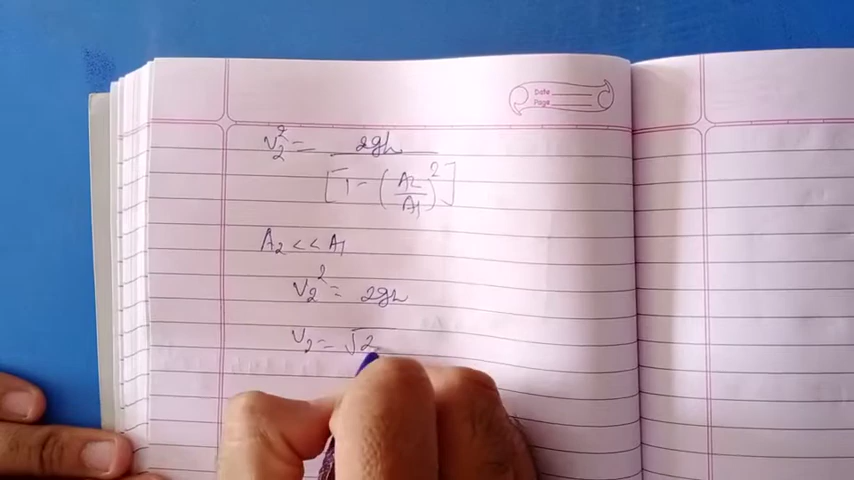 Date
Page
v₂² = 2gh / [1 - (A₂/A₁)²]
A₂ << A₁
v₂² = 2gh
v₂ = √2